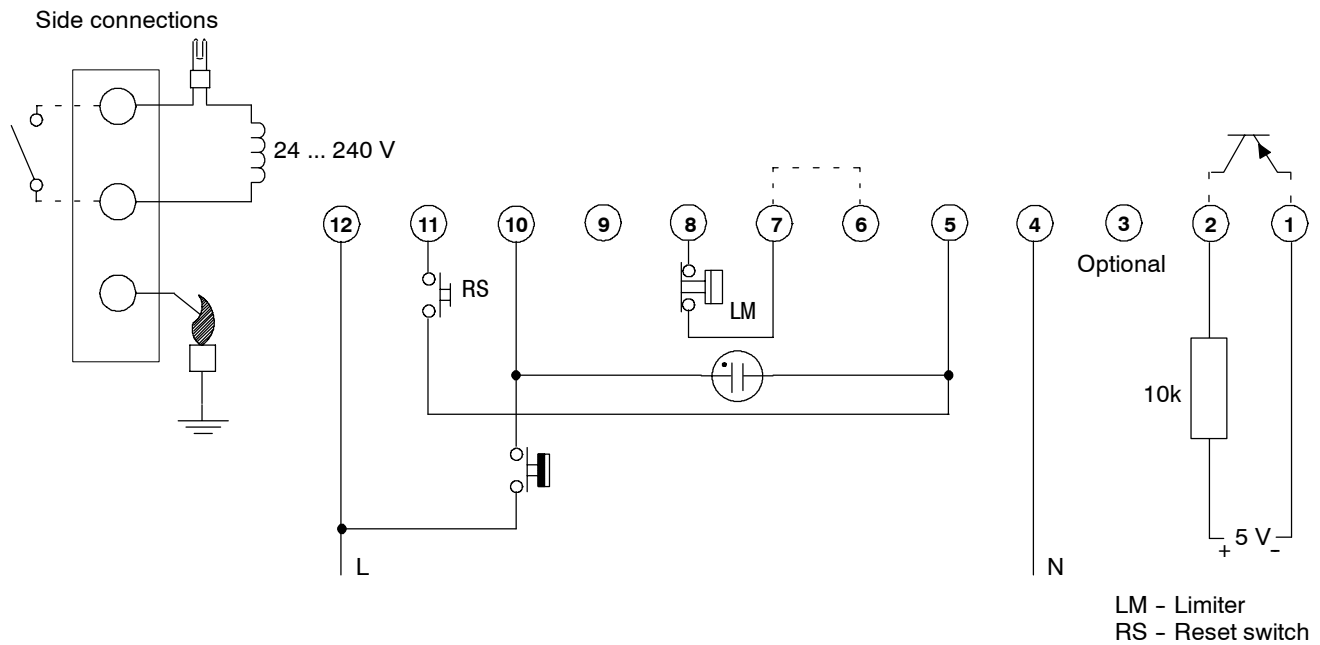 Side connections
24 ... 240 V
12 11 10 9 8 7 6 5 4 3 2 1
Optional
RS
LM
10k
+ 5 V -
L
N
LM - Limiter
RS - Reset switch